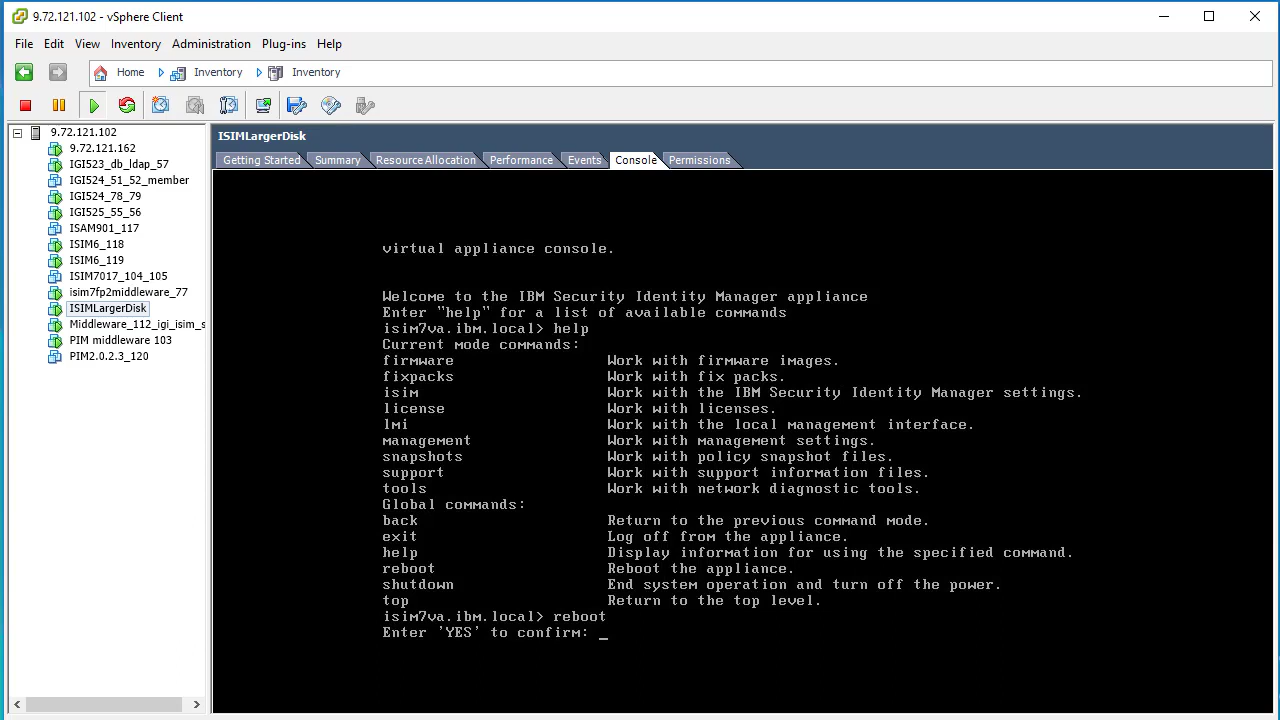 9.72.121.102 - vSphere Client
File Edit View Inventory Administration Plug-ins Help
Home Inventory Inventory
9.72.121.102
9.72.121.162
IGI523_db_ldap_57
IGI524_51_52_member
IGI524_78_79
IGI525_55_56
ISAM901_117
ISIM6_118
ISIM6_119
ISIM7017_104_105
isim7fp2middleware_77
ISIMLargerDisk
Middleware_112_igi_isim_s
PIM middleware 103
PIM2.0.2.3_120
ISIMLargerDisk
Getting Started Summary Resource Allocation Performance Events Console Permissions
virtual appliance console.
Welcome to the IBM Security Identity Manager appliance
Enter "help" for a list of available commands
isim7va.ibm.local> help
Current mode commands:
firmware Work with firmware images.
fixpacks Work with fix packs.
isim Work with the IBM Security Identity Manager settings.
license Work with licenses.
lmi Work with the local management interface.
management Work with management settings.
snapshots Work with policy snapshot files.
support Work with support information files.
tools Work with network diagnostic tools.
Global commands:
back Return to the previous command mode.
exit Log off from the appliance.
help Display information for using the specified command.
reboot Reboot the appliance.
shutdown End system operation and turn off the power.
top Return to the top level.
isim7va.ibm.local> reboot
Enter 'YES' to confirm: _